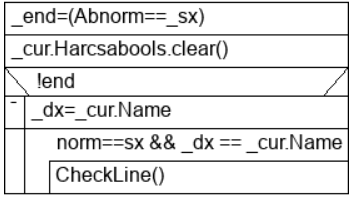 _end=(Abnorm==_sx)
_cur.Harcsabools.clear()
!end
_dx=_cur.Name
norm==sx && _dx == _cur.Name
CheckLine()